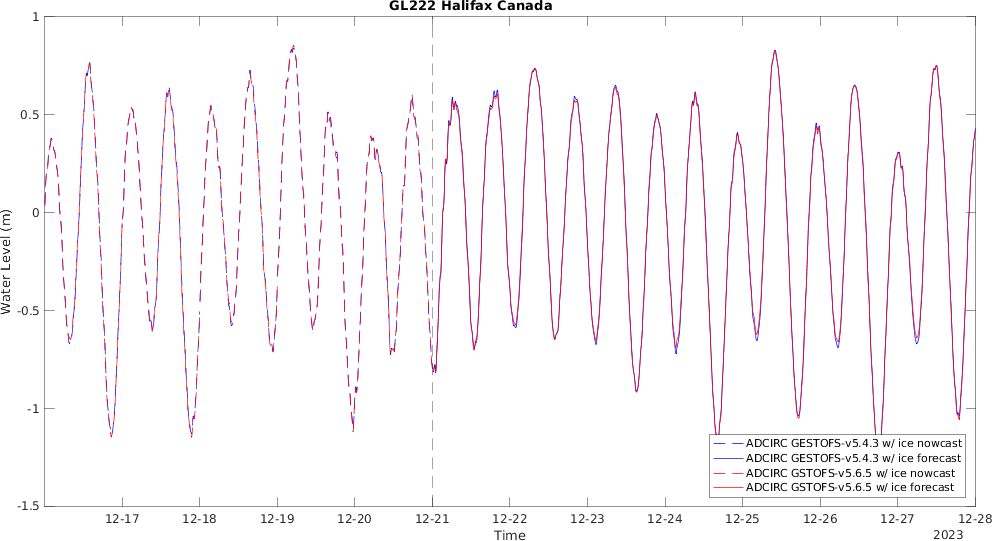 GL222 Halifax Canada
1
0.5
0
-0.5
-1
-1.5
Water Level (m)
ADCIRC GESTOFS-v5.4.3 w/ ice nowcast
ADCIRC GESTOFS-v5.4.3 w/ ice forecast
ADCIRC GSTOFS-v5.6.5 w/ ice nowcast
ADCIRC GSTOFS-v5.6.5 w/ ice forecast
12-17 12-18 12-19 12-20 12-21 12-22 12-23 12-24 12-25 12-26 12-27 12-28
Time
2023